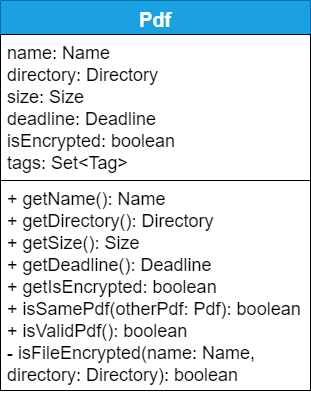 Pdf
name: Name
directory: Directory
size: Size
deadline: Deadline
isEncrypted: boolean
tags: Set<Tag>
+ getName(): Name
+ getDirectory(): Directory
+ getSize(): Size
+ getDeadline(): Deadline
+ getIsEncrypted: boolean
+ isSamePdf(otherPdf: Pdf): boolean
+ isValidPdf(): boolean
- isFileEncrypted(name: Name,
directory: Directory): boolean